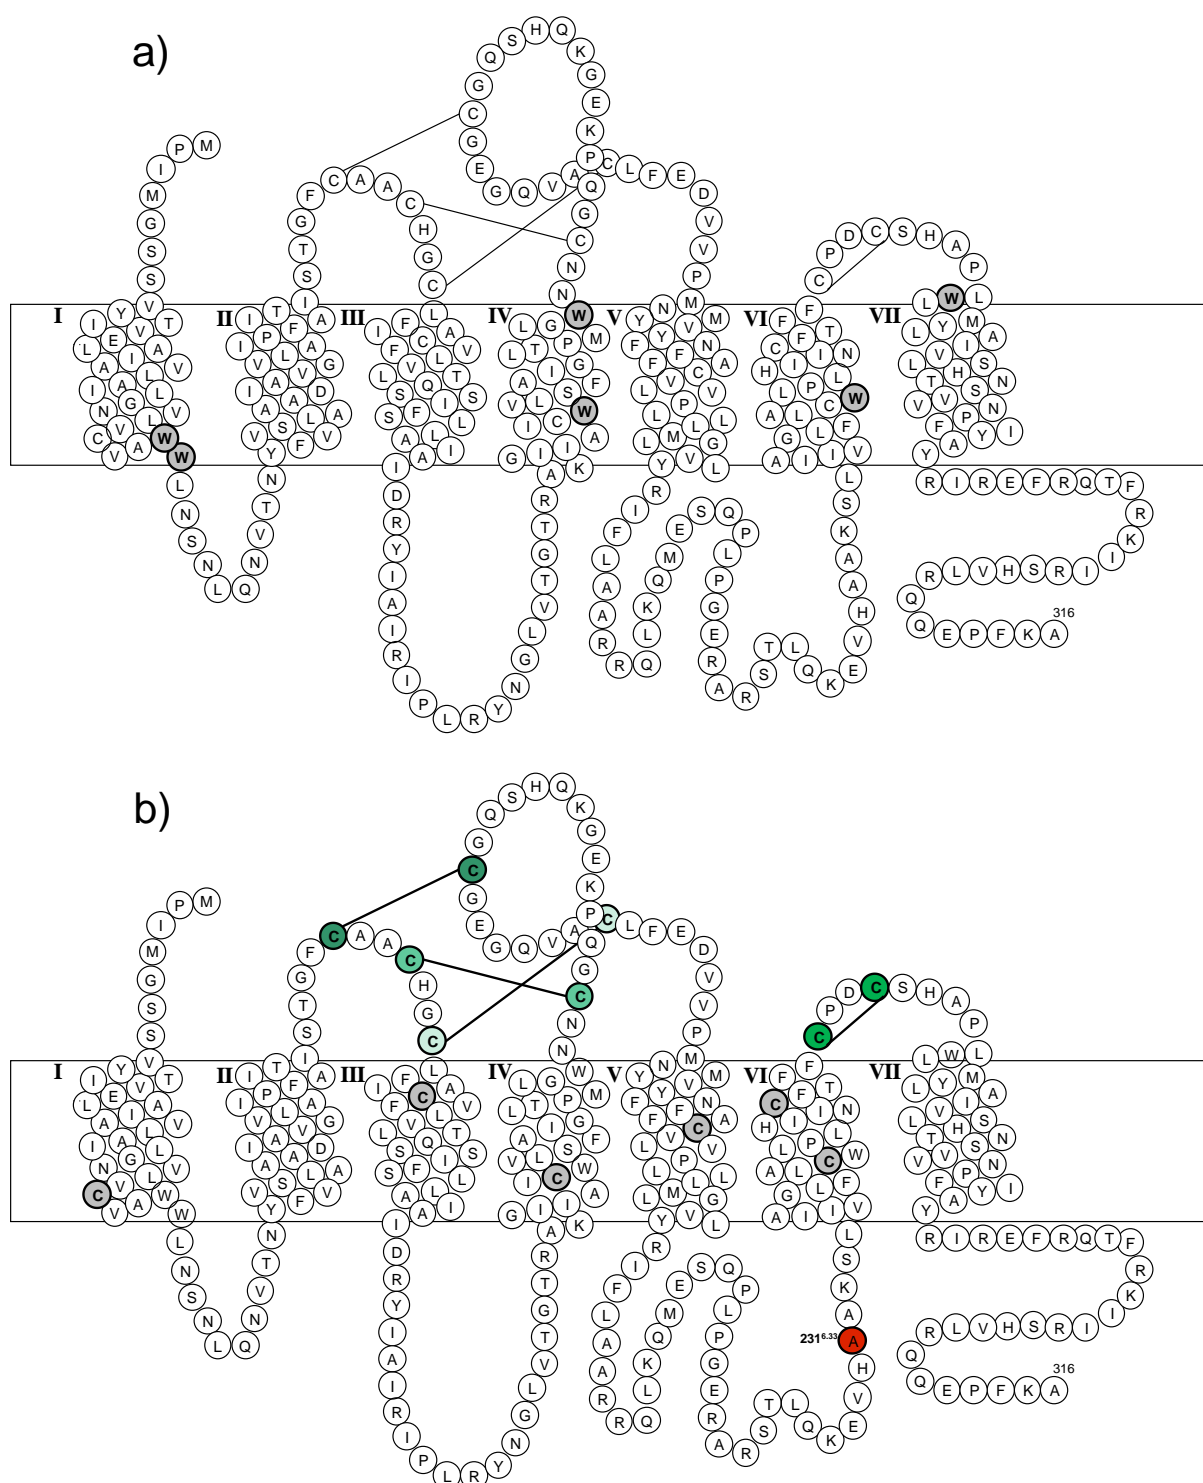 a)
M P I M G S S V
I
Y I T V E L A I A V L A I L G N V L V C W A V W
L N S N L Q N V T N Y
II
F V V S L A A A D I A V G V L A I P F A I T I
S T G F C A A C H G C L
III
F I A C F V L V L T Q S S I F S L L A I A I
D R Y I A I R I P L R Y N G L V T G T R A
IV
K G I I A I C W V L S F A I G L T P M L G W
N N C G Q P K E G K Q H S Q G C G E G Q V A C L F E D V V P M
V
N Y M V Y F N F F A C V L V P L L L M L G V Y L
R I F L A A R R Q L K Q M E S Q P L P G E R A R S T L Q K E V H A A K S L
VI
A I I V G L F A L C W L P L H I I N C F T F F
C P D C S H A P L
VII
W L M Y L A I V L S H T N S V V N P F I Y A Y
R I R E F R Q T F R K I I R S H V L R Q Q E P F K A
316
b)
M P I M G S S V
I
Y I T V E L A I A V L A I L G N V L V C W A V W
L N S N L Q N V T N Y
II
F V V S L A A A D I A V G V L A I P F A I T I
S T G F C A A C H G C L
III
F I A C F V L V L T Q S S I F S L L A I A I
D R Y I A I R I P L R Y N G L V T G T R A
IV
K G I I A I C W V L S F A I G L T P M L G W
N N C G Q P K E G K Q H S Q G C G E G Q V A C L F E D V V P M
V
N Y M V Y F N F F A C V L V P L L L M L G V Y L
R I F L A A R R Q L K Q M E S Q P L P G E R A R S T L Q K E V H A A K S L
231⁶·³³
VI
A I I V G L F A L C W L P L H I I N C F T F F
C P D C S H A P L
VII
W L M Y L A I V L S H T N S V V N P F I Y A Y
R I R E F R Q T F R K I I R S H V L R Q Q E P F K A
316